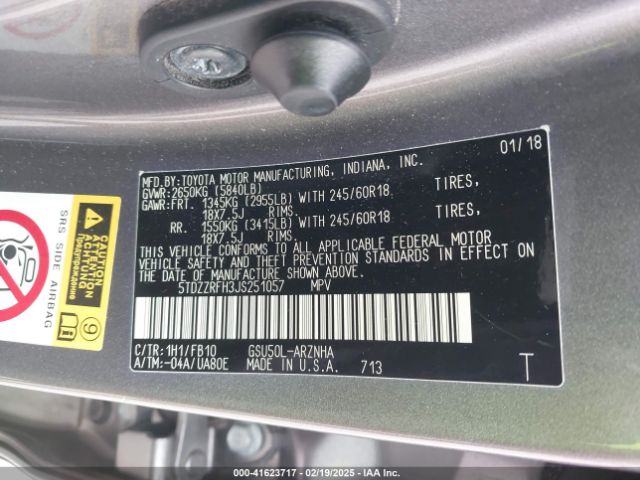 MFD.BY:TOYOTA MOTOR MANUFACTURING, INDIANA, INC. 01/18
GVWR: 2650KG (5840LB)
GAWR:FRT. 1345KG (2955LB) WITH 245/60R18 TIRES,
18X7.5J RIMS,
RR. 1550KG (3415LB) WITH 245/60R18 TIRES,
18X7.5J RIMS.
THIS VEHICLE CONFORMS TO ALL APPLICABLE FEDERAL MOTOR
VEHICLE SAFETY AND THEFT PREVENTION STANDARDS IN EFFECT ON
THE DATE OF MANUFACTURE SHOWN ABOVE.
5TDZZRFH3JS251057 MPV
C/TR:1H1/FB10 GSU50L-ARZNHA
A/TM:-04A/UA80E MADE IN U.S.A. 713 T
SRS SIDE AIRBAG
9
000-41623717 - 02/19/2025 - IAA Inc.